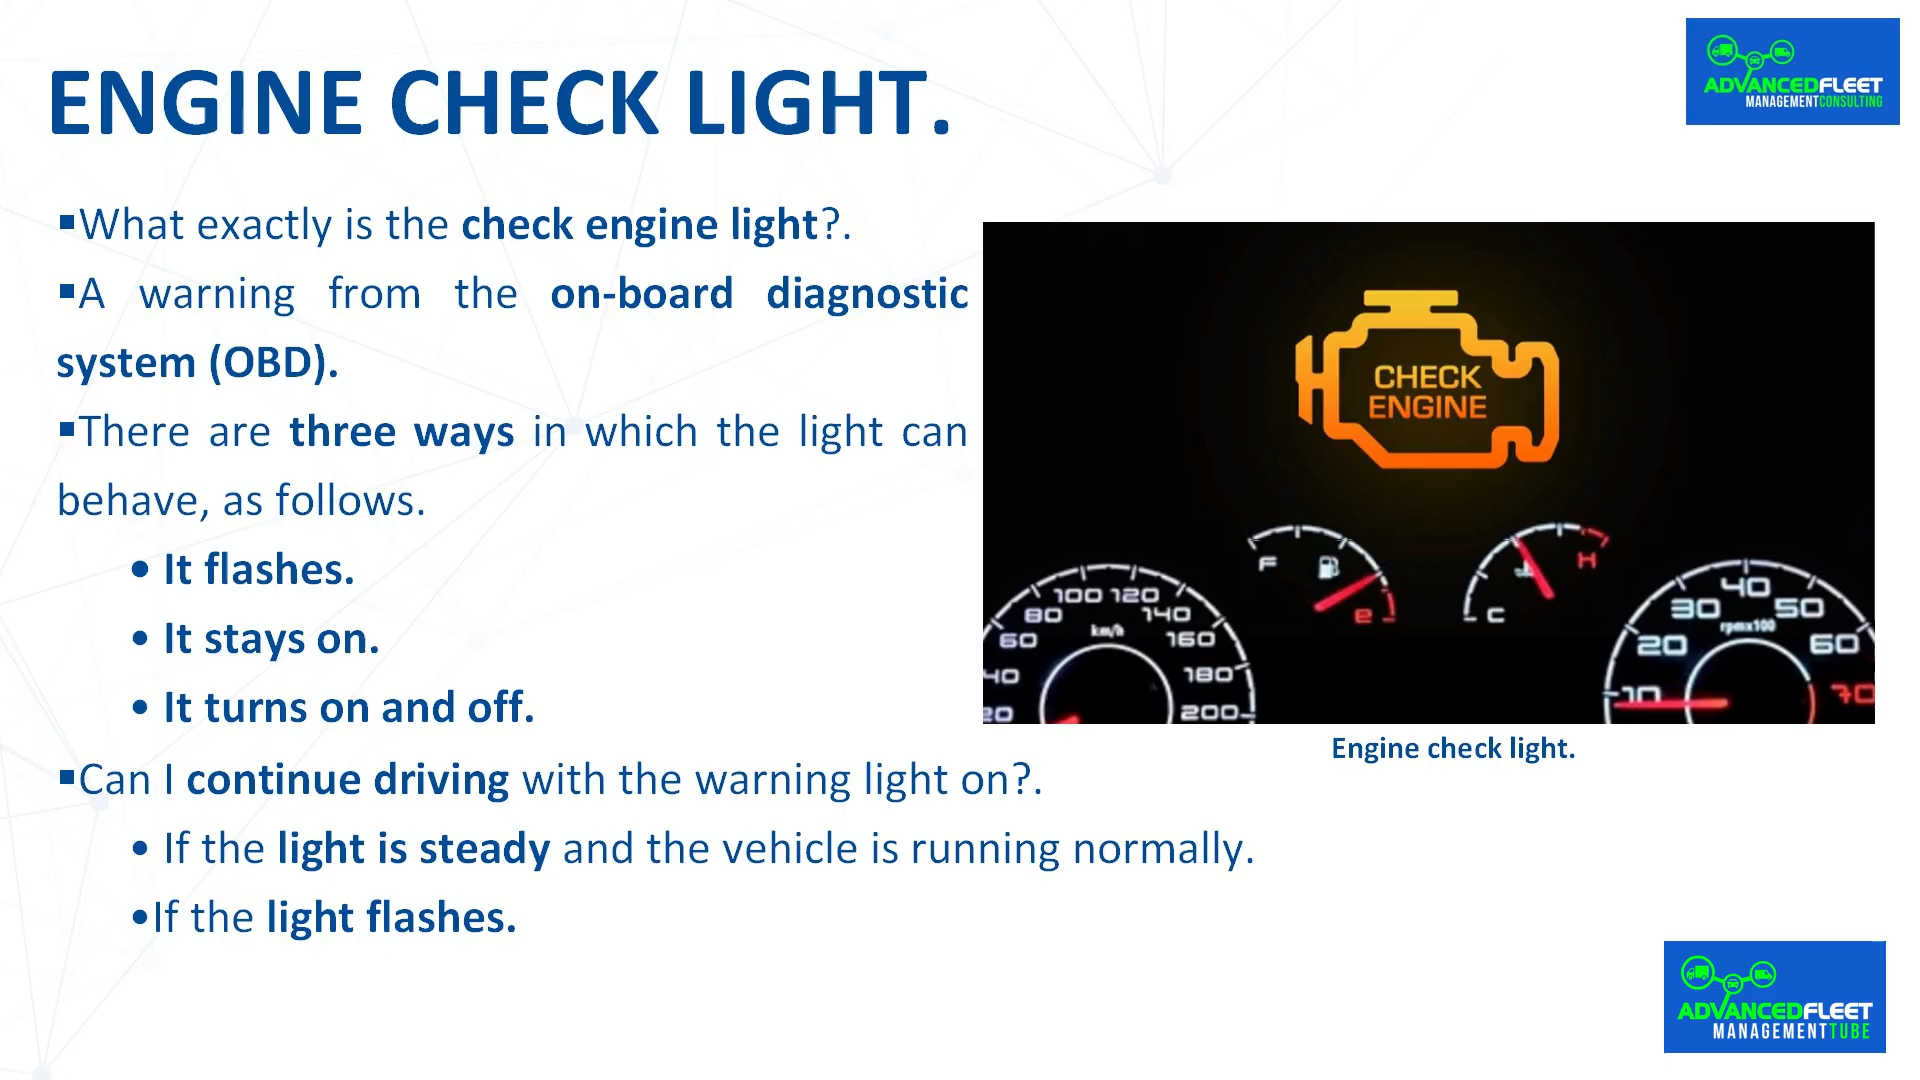 ENGINE CHECK LIGHT.
ADVANCEDFLEET
MANAGEMENTCONSULTING
▪What exactly is the check engine light?.
▪A warning from the on-board diagnostic
system (OBD).
▪There are three ways in which the light can
behave, as follows.
• It flashes.
• It stays on.
• It turns on and off.
CHECK
ENGINE
F
e
C
H
20
40
60
80
100
120
140
160
180
200
km/h
10
20
30
40
50
60
70
rpmx100
Engine check light.
▪Can I continue driving with the warning light on?.
• If the light is steady and the vehicle is running normally.
•If the light flashes.
ADVANCEDFLEET
MANAGEMENTTUBE